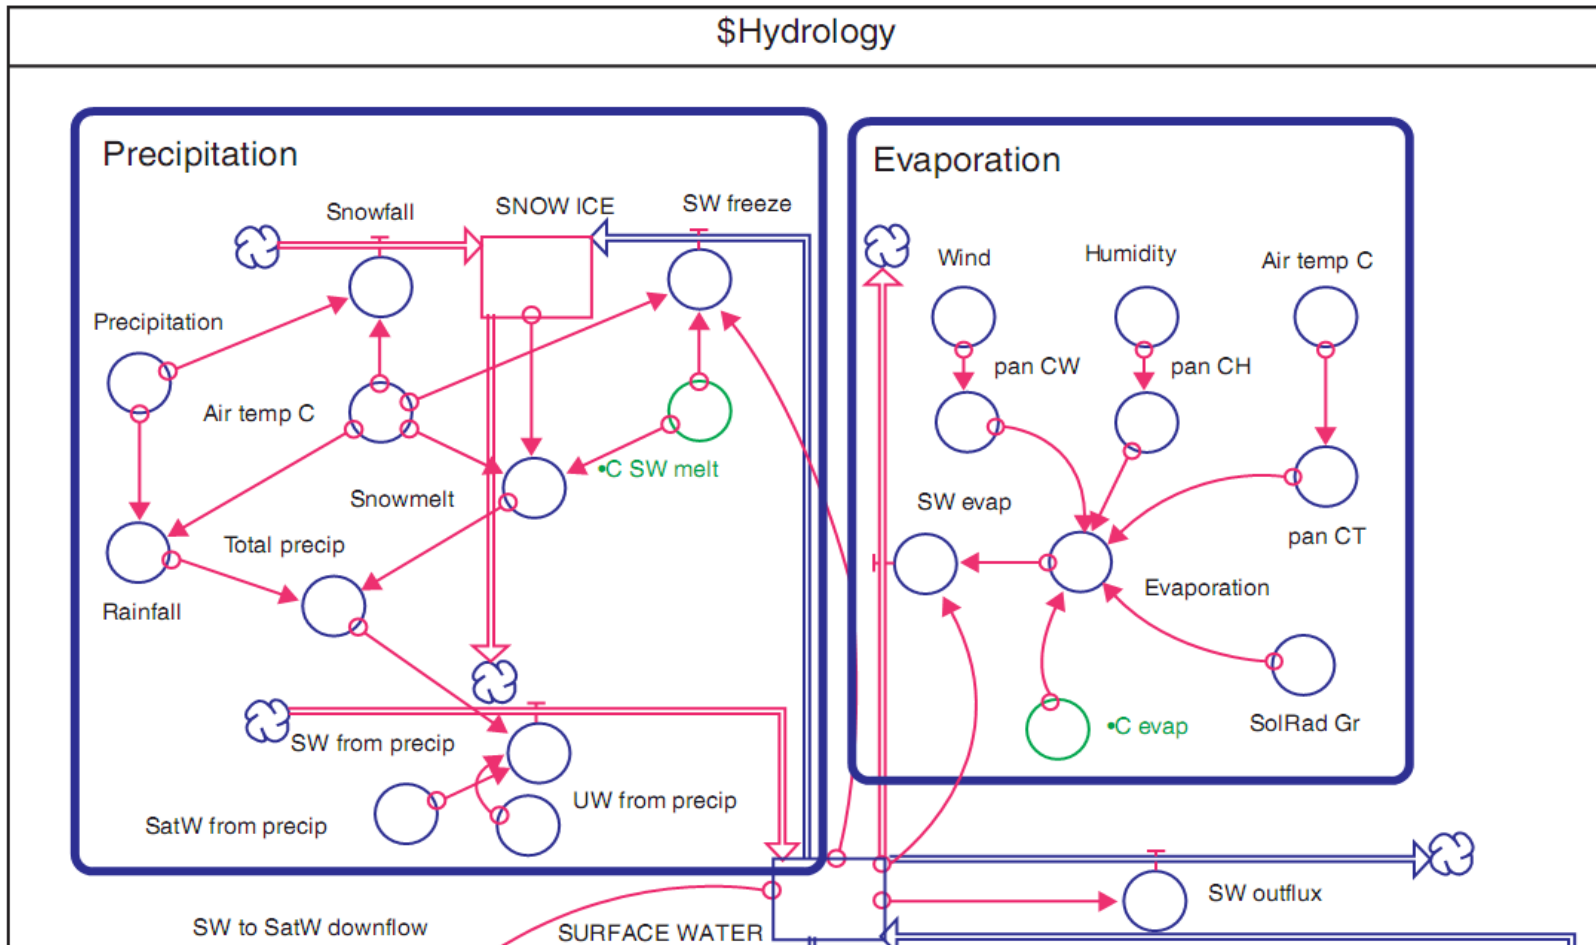 $Hydrology
Precipitation
Evaporation
Snowfall
SNOW ICE
SW freeze
Wind
Humidity
Air temp C
Precipitation
pan CW
pan CH
Air temp C
•C SW melt
Snowmelt
SW evap
Total precip
pan CT
Rainfall
Evaporation
SW from precip
•C evap
SolRad Gr
UW from precip
SatW from precip
SW outflux
SW to SatW downflow
SURFACE WATER